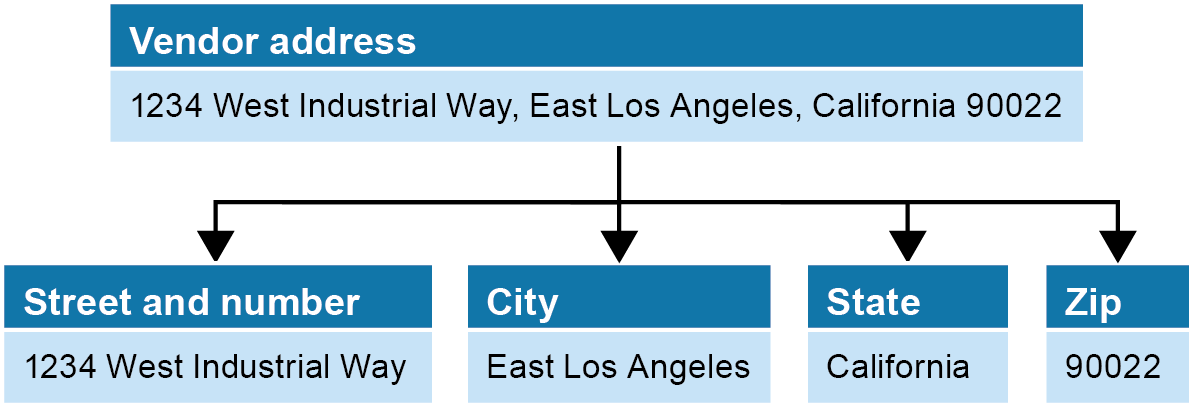 Vendor address
1234 West Industrial Way, East Los Angeles, California 90022
Street and number
1234 West Industrial Way
City
East Los Angeles
State
California
Zip
90022